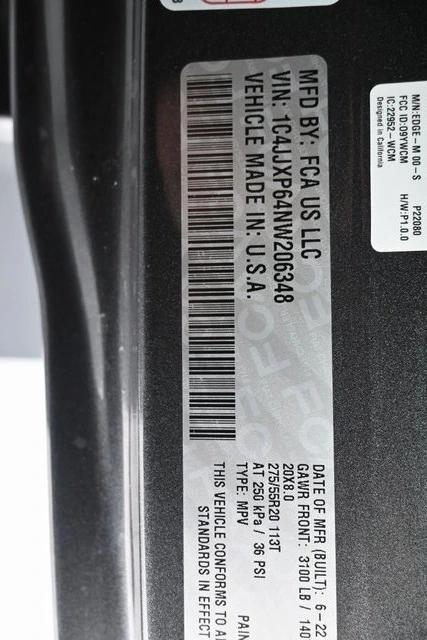 MFD BY: FCA US LLC
VIN: 1C4JJXP64NW206348
VEHICLE MADE IN: U.S.A.
DATE OF MFR (BUILT): 6-22
GAWR FRONT: 3100 LB / 140
20X8.0
275/55R20 113T
AT 250 kPa / 36 PSI
TYPE: MPV
PAIN
THIS VEHICLE CONFORMS TO AL
STANDARDS IN EFFECT
M/N:EDGE-M 00-S P22080
FCC ID:O9YWCM H/W:P1.0.0
IC:22952-WCM
Designed in California